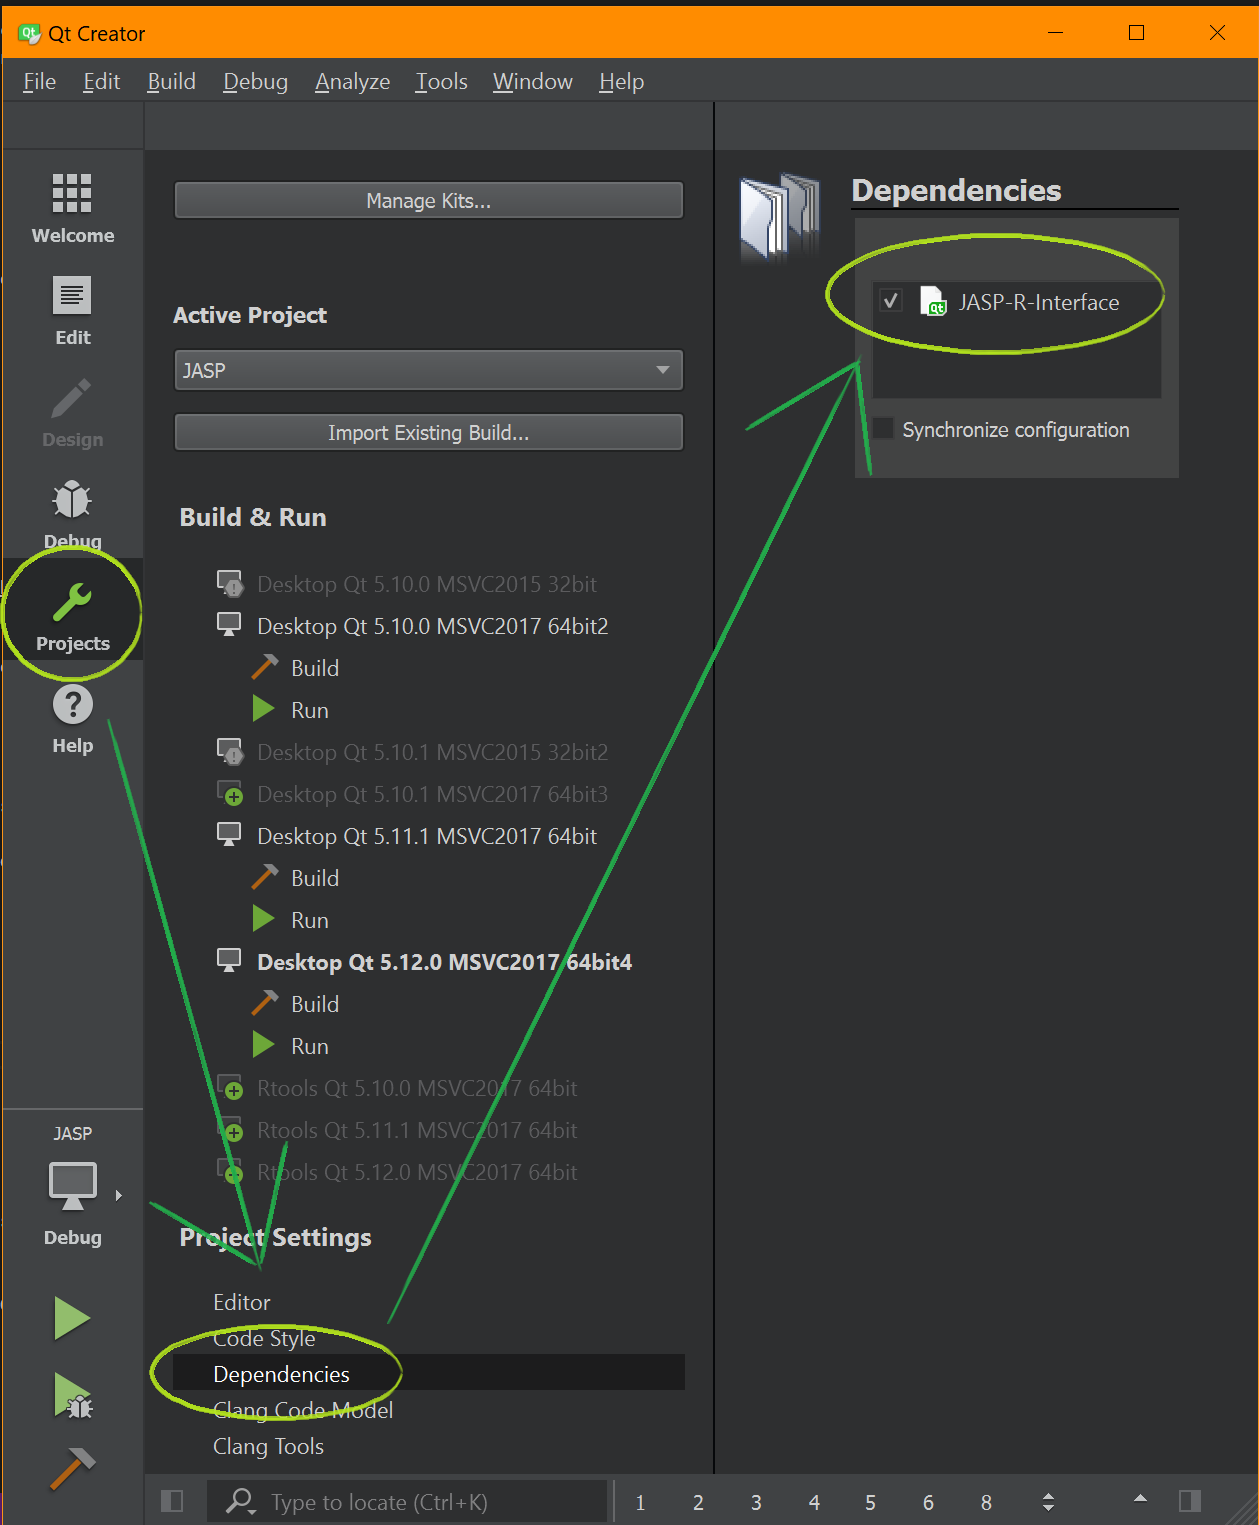 Qt Creator
File Edit Build Debug Analyze Tools Window Help
Welcome
Edit
Design
Debug
Projects
Help
JASP
Debug
Manage Kits...
Active Project
JASP
Import Existing Build...
Build & Run
Desktop Qt 5.10.0 MSVC2015 32bit
Desktop Qt 5.10.0 MSVC2017 64bit2
Build
Run
Desktop Qt 5.10.1 MSVC2015 32bit2
Desktop Qt 5.10.1 MSVC2017 64bit3
Desktop Qt 5.11.1 MSVC2017 64bit
Build
Run
Desktop Qt 5.12.0 MSVC2017 64bit4
Build
Run
Rtools Qt 5.10.0 MSVC2017 64bit
Rtools Qt 5.11.1 MSVC2017 64bit
Rtools Qt 5.12.0 MSVC2017 64bit
Project Settings
Editor
Code Style
Dependencies
Clang Code Model
Clang Tools
Dependencies
JASP-R-Interface
Synchronize configuration
Type to locate (Ctrl+K) 1 2 3 4 5 6 8